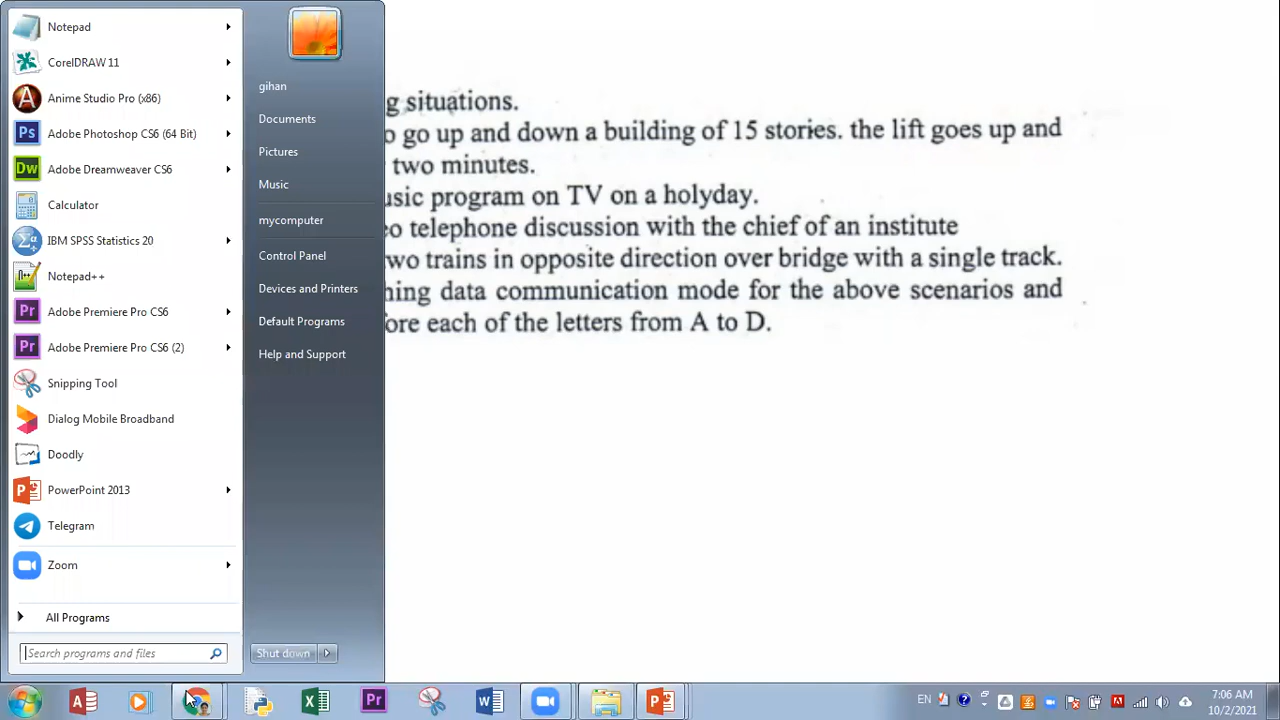 Notepad
CorelDRAW 11
Anime Studio Pro (x86)
Adobe Photoshop CS6 (64 Bit)
Adobe Dreamweaver CS6
Calculator
IBM SPSS Statistics 20
Notepad++
Adobe Premiere Pro CS6
Adobe Premiere Pro CS6 (2)
Snipping Tool
Dialog Mobile Broadband
Doodly
PowerPoint 2013
Telegram
Zoom
All Programs
Search programs and files
gihan
Documents
Pictures
Music
mycomputer
Control Panel
Devices and Printers
Default Programs
Help and Support
Shut down
g situations.
o go up and down a building of 15 stories. the lift goes up and
two minutes.
usic program on TV on a holyday.
eo telephone discussion with the chief of an institute
wo trains in opposite direction over bridge with a single track.
hing data communication mode for the above scenarios and
ore each of the letters from A to D.
EN
7:06 AM
10/2/2021